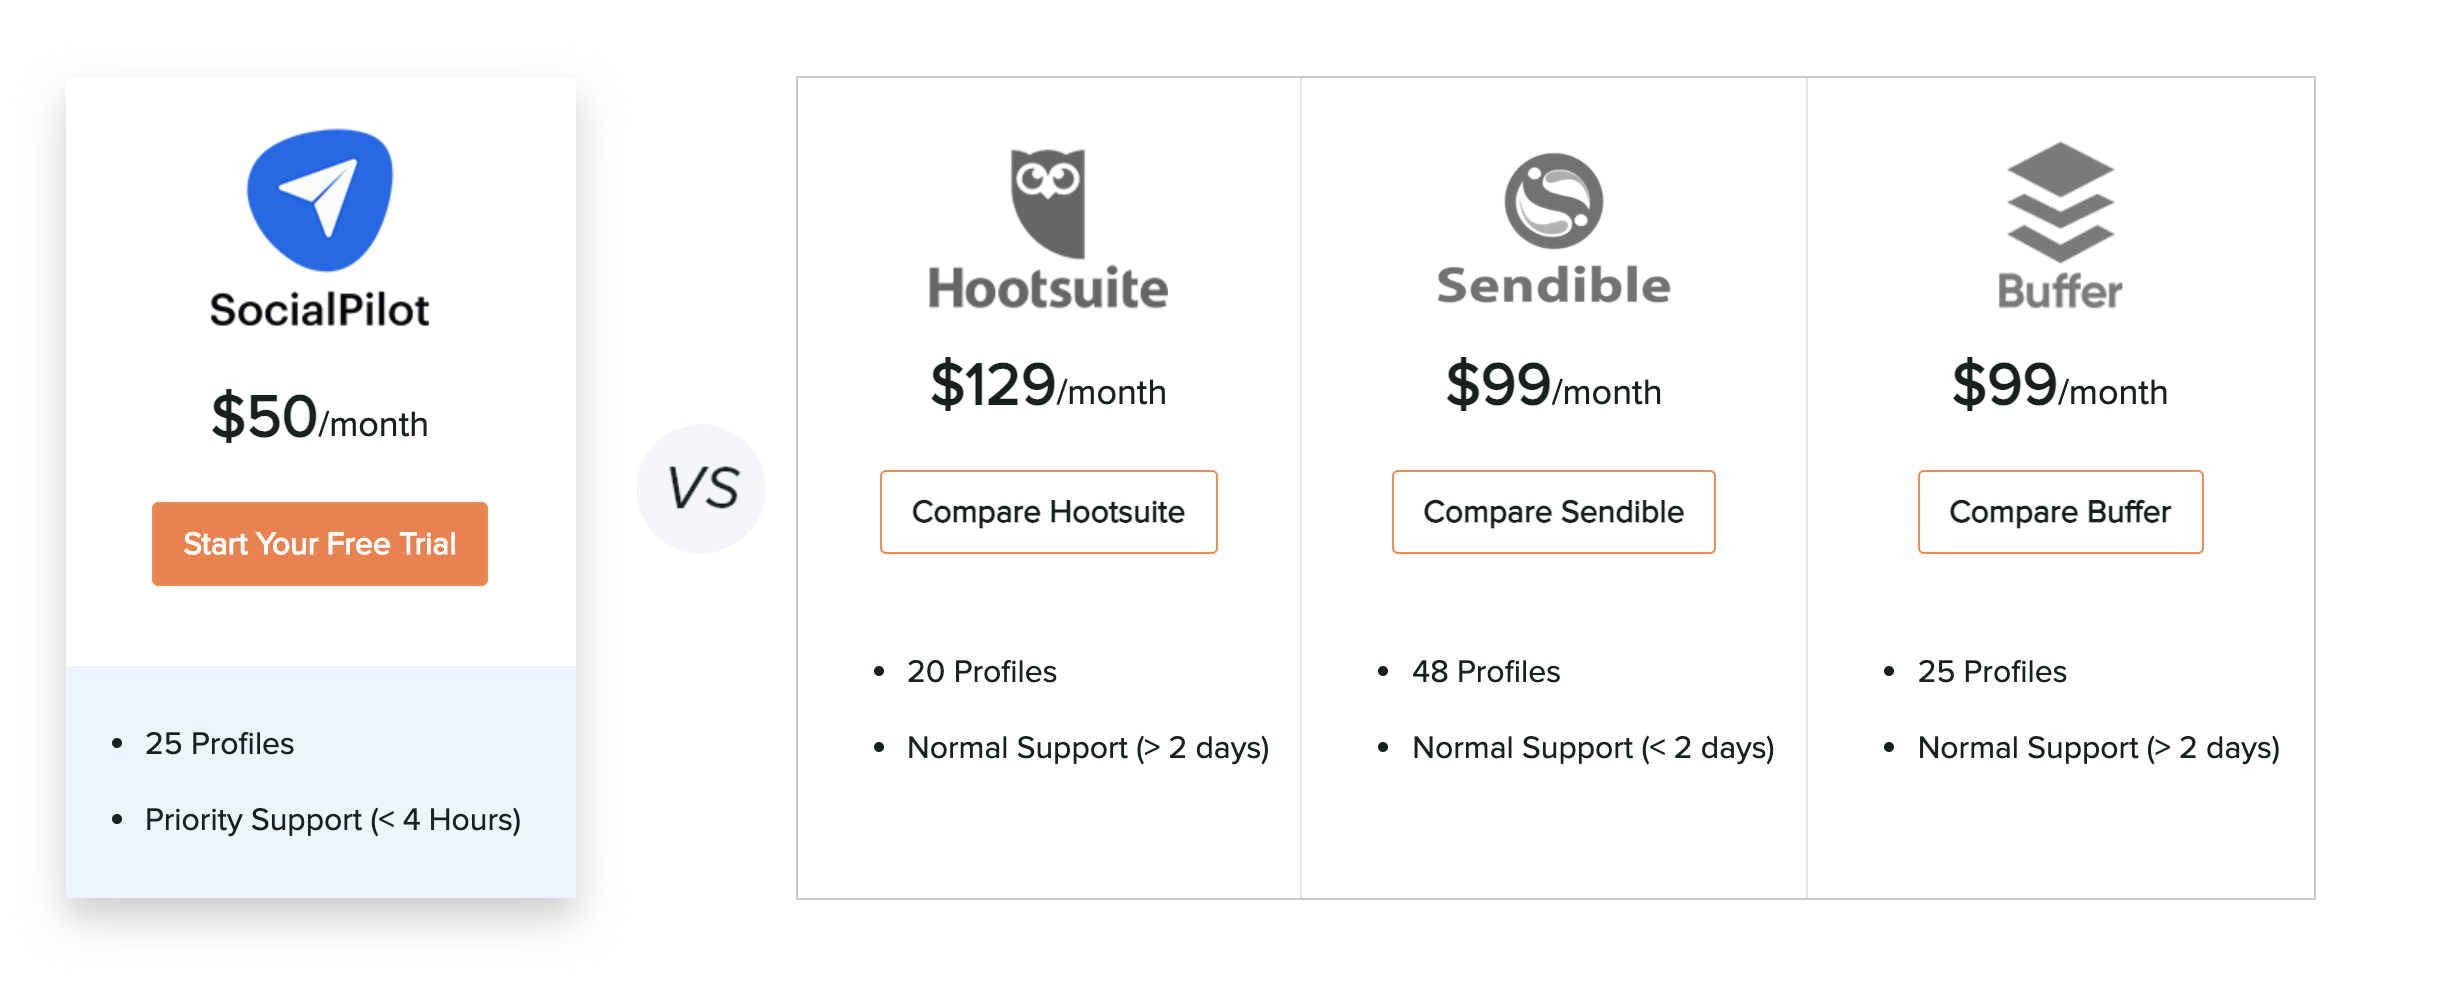 SocialPilot
$50/month
Start Your Free Trial
• 25 Profiles
• Priority Support (< 4 Hours)
VS
Hootsuite
$129/month
Compare Hootsuite
• 20 Profiles
• Normal Support (> 2 days)
Sendible
$99/month
Compare Sendible
• 48 Profiles
• Normal Support (< 2 days)
Buffer
$99/month
Compare Buffer
• 25 Profiles
• Normal Support (> 2 days)